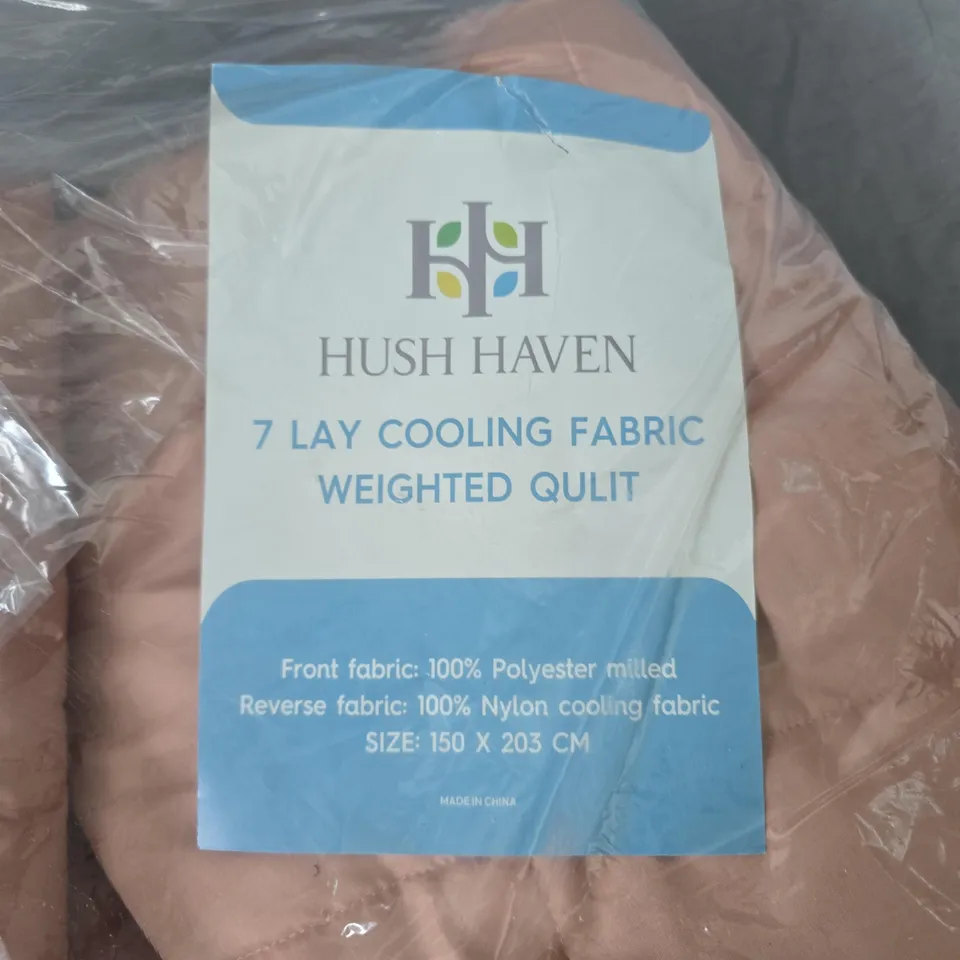 HUSH HAVEN
7 LAY COOLING FABRIC
WEIGHTED QULIT
Front fabric: 100% Polyester milled
Reverse fabric: 100% Nylon cooling fabric
SIZE: 150 X 203 CM
MADE IN CHINA